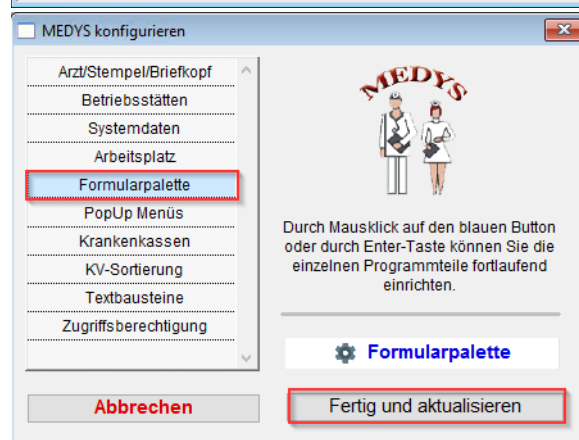 MEDYS konfigurieren
Arzt/Stempel/Briefkopf
Betriebsstätten
Systemdaten
Arbeitsplatz
Formularpalette
PopUp Menüs
Krankenkassen
KV-Sortierung
Textbausteine
Zugriffsberechtigung
MEDYS
Durch Mausklick auf den blauen Button
oder durch Enter-Taste können Sie die
einzelnen Programmteile fortlaufend
einrichten.
Formularpalette
Abbrechen
Fertig und aktualisieren